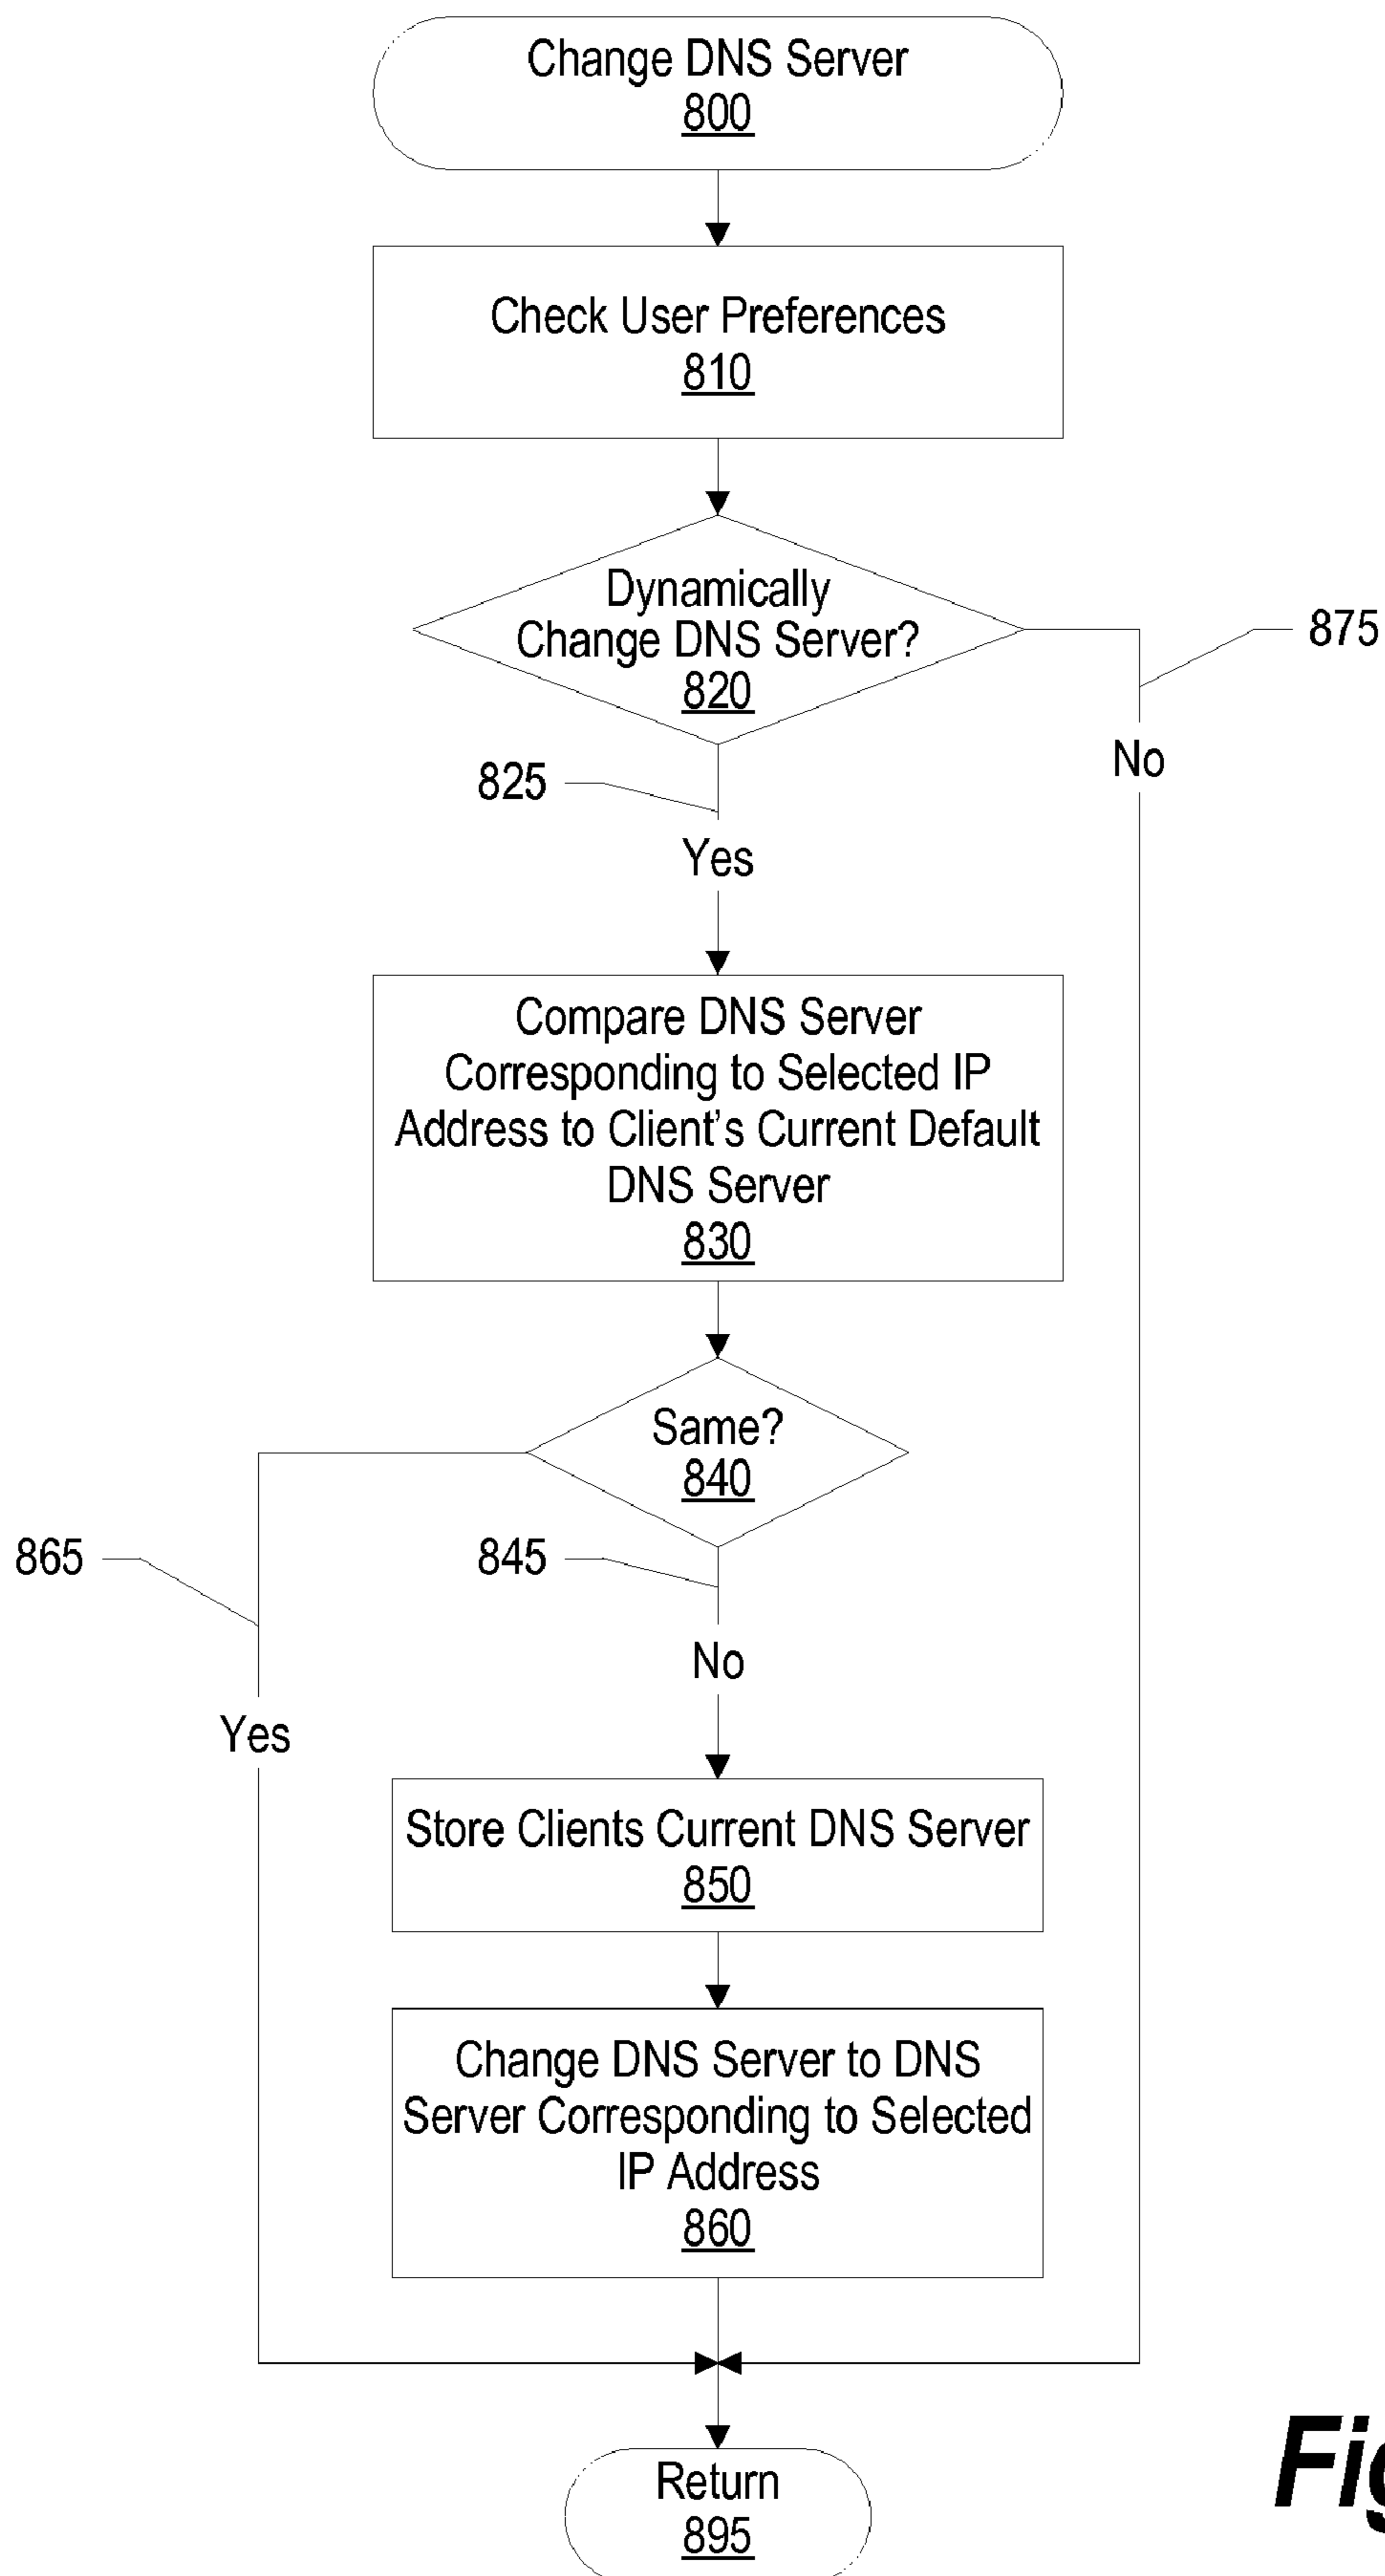 Change DNS Server
800
Check User Preferences
810
Dynamically
Change DNS Server?
820
875
No
825
Yes
Compare DNS Server
Corresponding to Selected IP
Address to Client's Current Default
DNS Server
830
Same?
840
865
845
No
Yes
Store Clients Current DNS Server
850
Change DNS Server to DNS
Server Corresponding to Selected
IP Address
860
Return
895